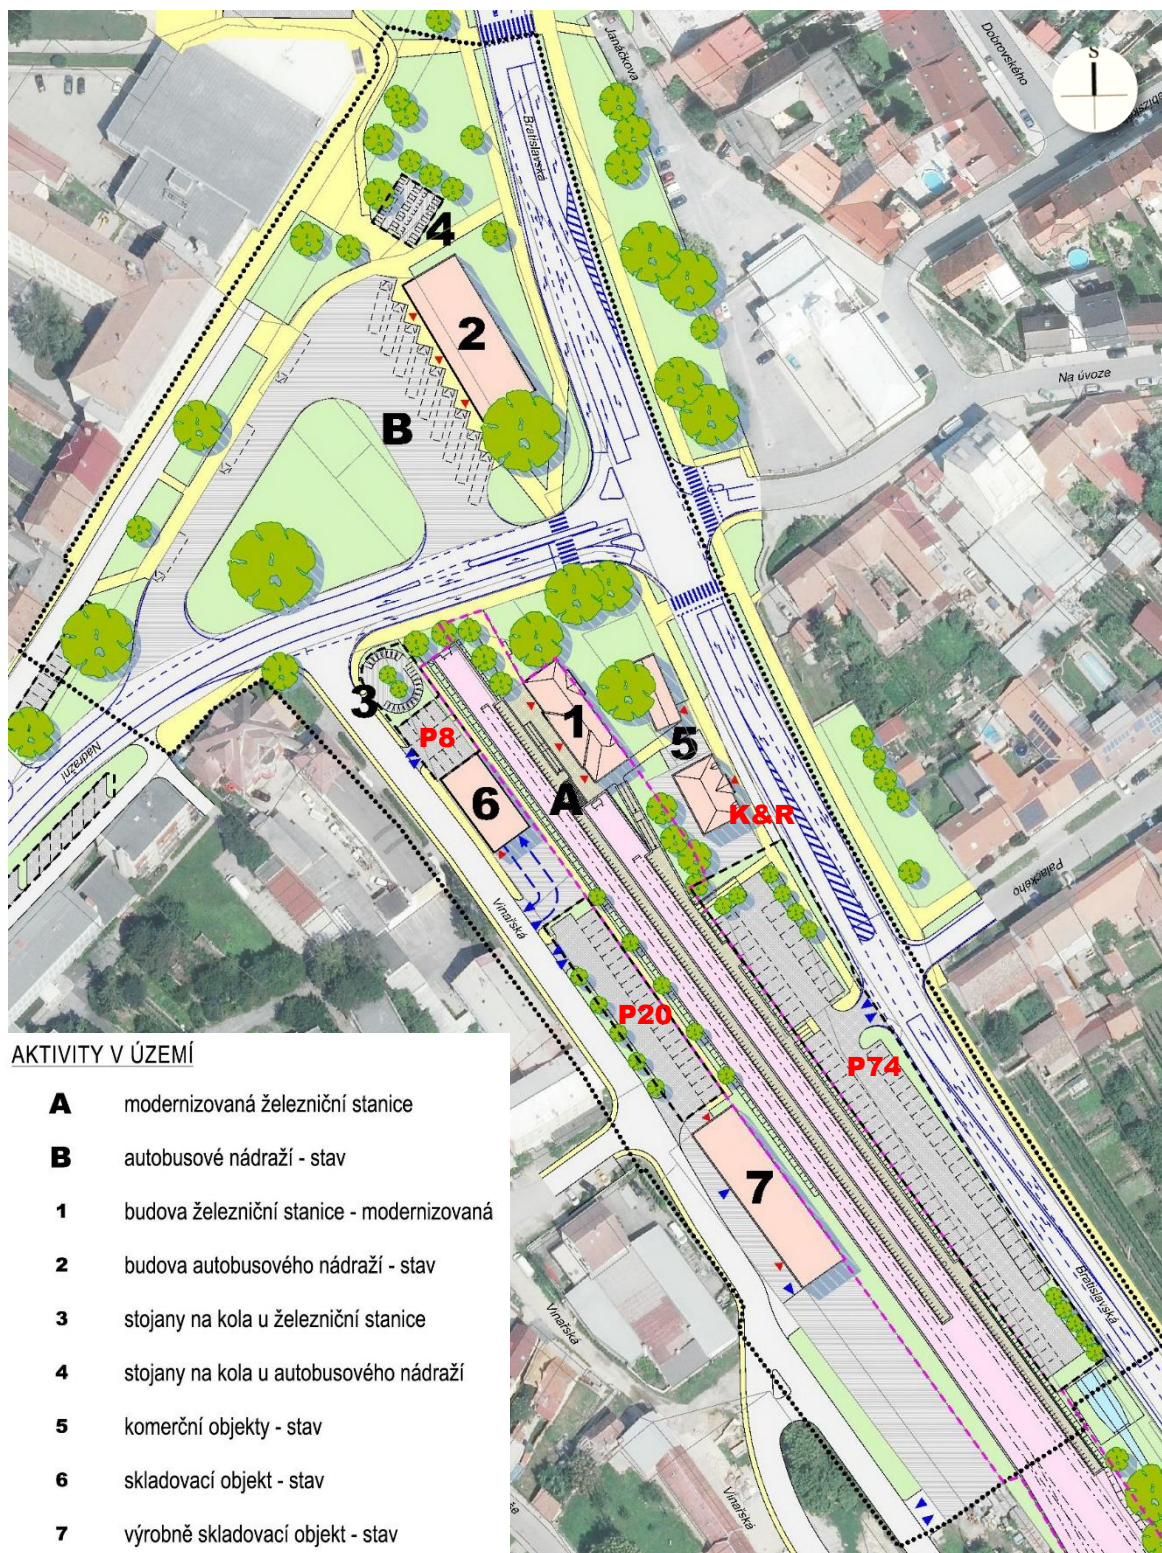 Janáčkova
Dobrovského
S
Bratislavská
4
2
Na úvoze
B
3
1
P8
5
A
K&R
6
Nádražní
Palackého
Vinařská
P20
P74
7
Bratislavská
Vinařská
Vinařská
AKTIVITY V ÚZEMÍ
A modernizovaná železniční stanice
B autobusové nádraží - stav
1 budova železniční stanice - modernizovaná
2 budova autobusového nádraží - stav
3 stojany na kola u železniční stanice
4 stojany na kola u autobusového nádraží
5 komerční objekty - stav
6 skladovací objekt - stav
7 výrobně skladovací objekt - stav